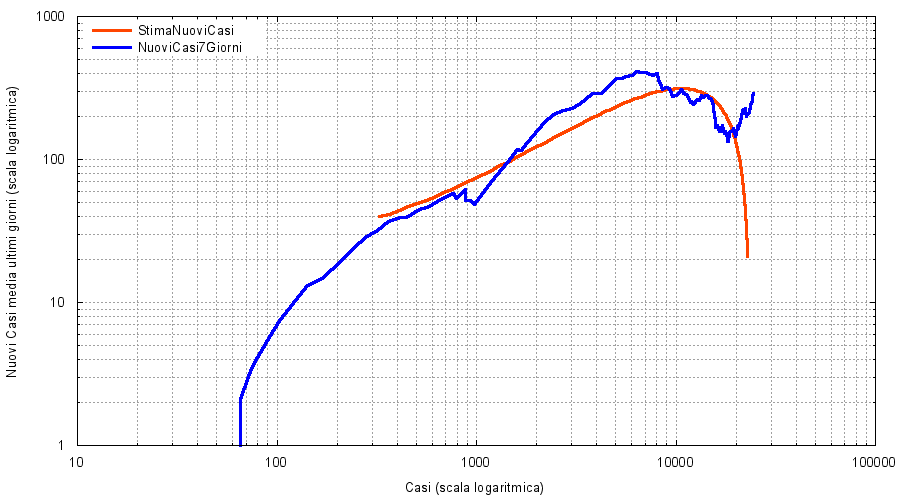 1000
StimaNuoviCasi
NuoviCasi7Giorni
100
10
1
Nuovi Casi media ultimi giorni (scala logaritmica)
10 100 1000 10000 100000
Casi (scala logaritmica)